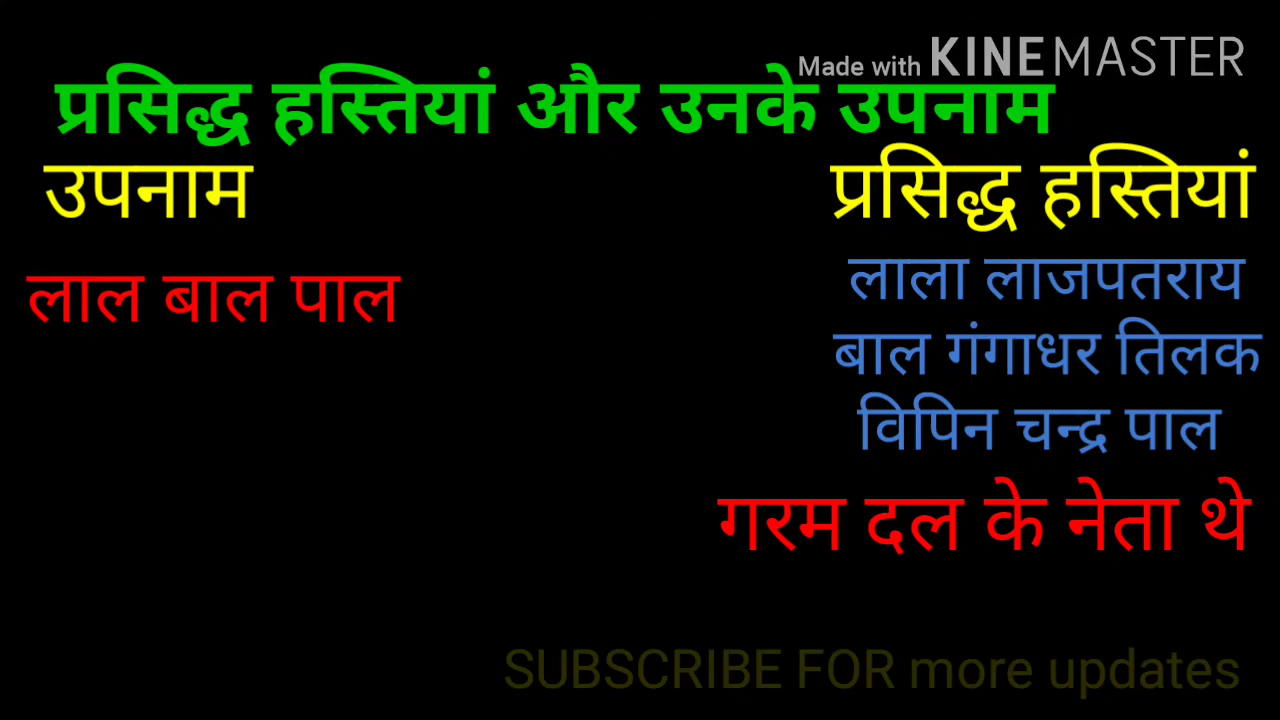 Made with KINEMASTER
प्रसिद्ध हस्तियां और उनके उपनाम
उपनाम
प्रसिद्ध हस्तियां
लाल बाल पाल
लाला लाजपतराय
बाल गंगाधर तिलक
विपिन चन्द्र पाल
गरम दल के नेता थे
SUBSCRIBE FOR more updates